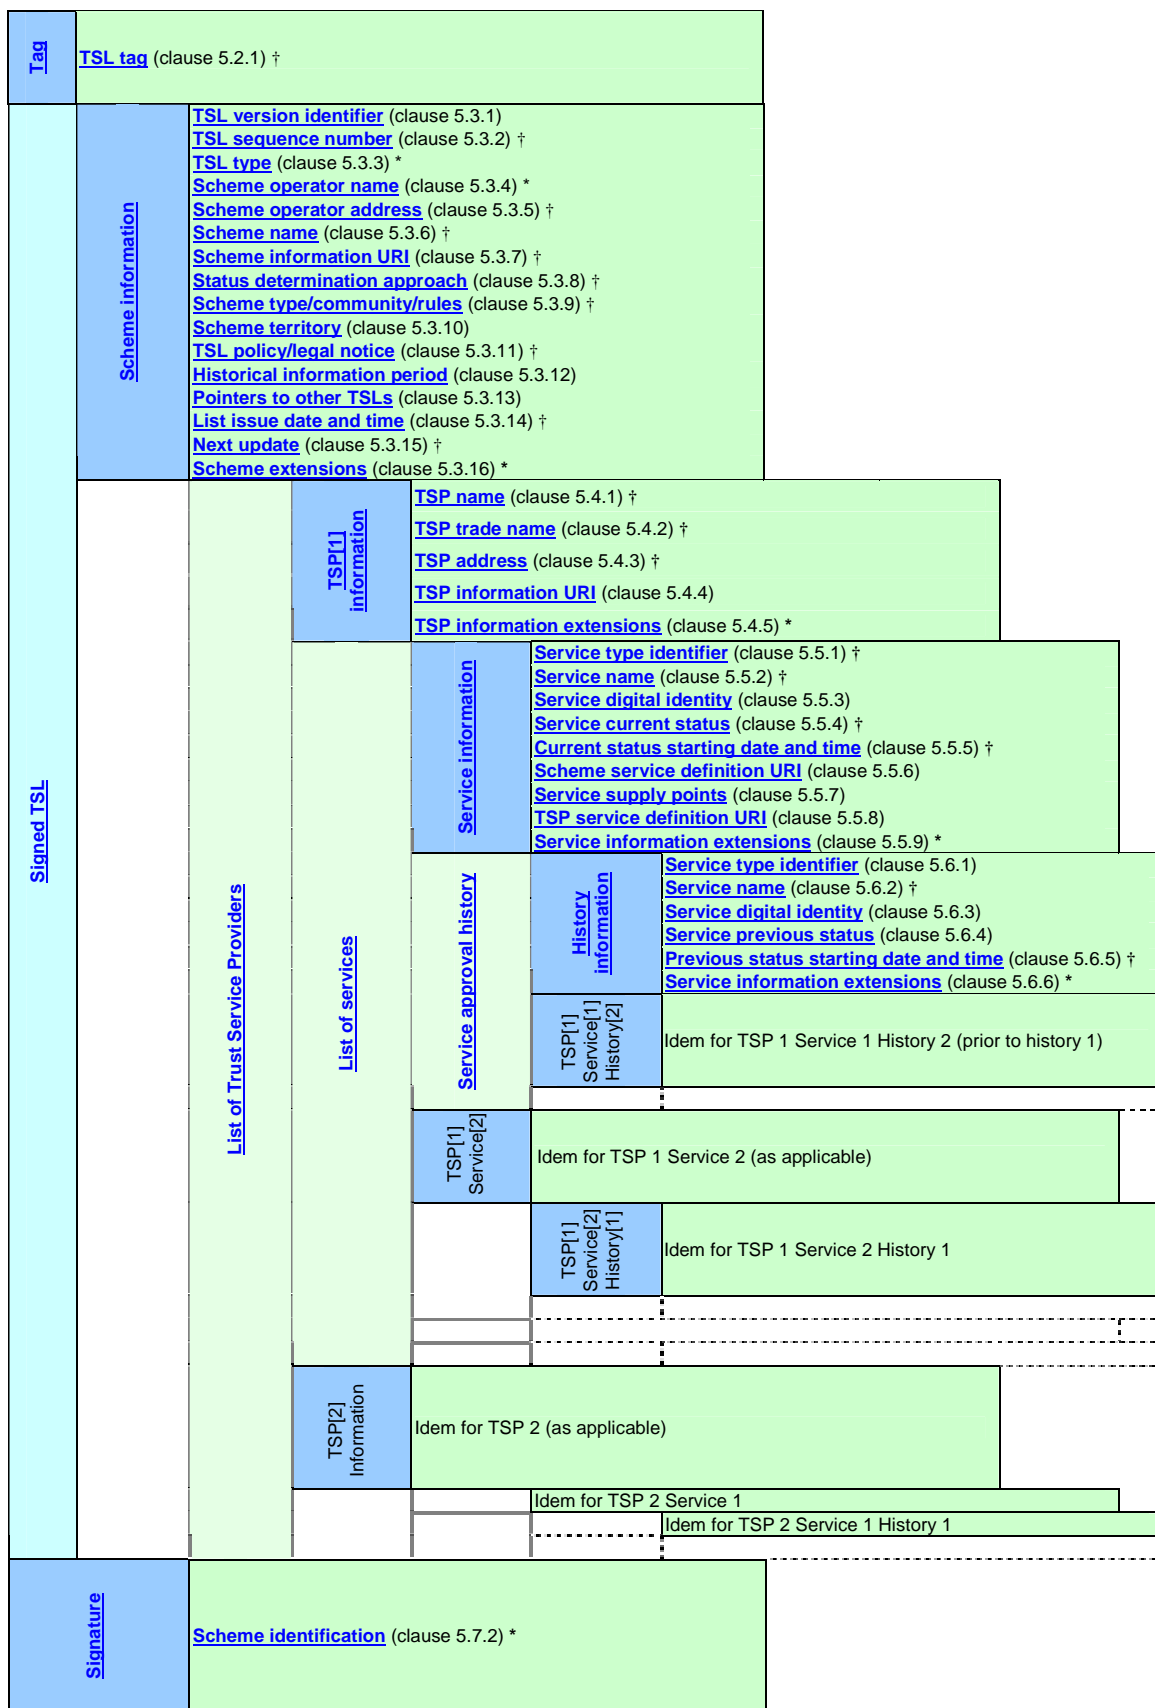 Tag
TSL tag (clause 5.2.1) †
Signed TSL
Scheme information
TSL version identifier (clause 5.3.1)
TSL sequence number (clause 5.3.2) †
TSL type (clause 5.3.3) *
Scheme operator name (clause 5.3.4) *
Scheme operator address (clause 5.3.5) †
Scheme name (clause 5.3.6) †
Scheme information URI (clause 5.3.7) †
Status determination approach (clause 5.3.8) †
Scheme type/community/rules (clause 5.3.9) †
Scheme territory (clause 5.3.10)
TSL policy/legal notice (clause 5.3.11) †
Historical information period (clause 5.3.12)
Pointers to other TSLs (clause 5.3.13)
List issue date and time (clause 5.3.14) †
Next update (clause 5.3.15) †
Scheme extensions (clause 5.3.16) *
List of Trust Service Providers
TSP[1]
information
TSP name (clause 5.4.1) †
TSP trade name (clause 5.4.2) †
TSP address (clause 5.4.3) †
TSP information URI (clause 5.4.4)
TSP information extensions (clause 5.4.5) *
List of services
Service information
Service type identifier (clause 5.5.1) †
Service name (clause 5.5.2) †
Service digital identity (clause 5.5.3)
Service current status (clause 5.5.4) †
Current status starting date and time (clause 5.5.5) †
Scheme service definition URI (clause 5.5.6)
Service supply points (clause 5.5.7)
TSP service definition URI (clause 5.5.8)
Service information extensions (clause 5.5.9) *
Service approval history
History
information
Service type identifier (clause 5.6.1)
Service name (clause 5.6.2) †
Service digital identity (clause 5.6.3)
Service previous status (clause 5.6.4)
Previous status starting date and time (clause 5.6.5) †
Service information extensions (clause 5.6.6) *
TSP[1]
Service[1]
History[2]
Idem for TSP 1 Service 1 History 2 (prior to history 1)
TSP[1]
Service[2]
Idem for TSP 1 Service 2 (as applicable)
TSP[1]
Service[2]
History[1]
Idem for TSP 1 Service 2 History 1
TSP[2]
Information
Idem for TSP 2 (as applicable)
Idem for TSP 2 Service 1
Idem for TSP 2 Service 1 History 1
Signature
Scheme identification (clause 5.7.2) *